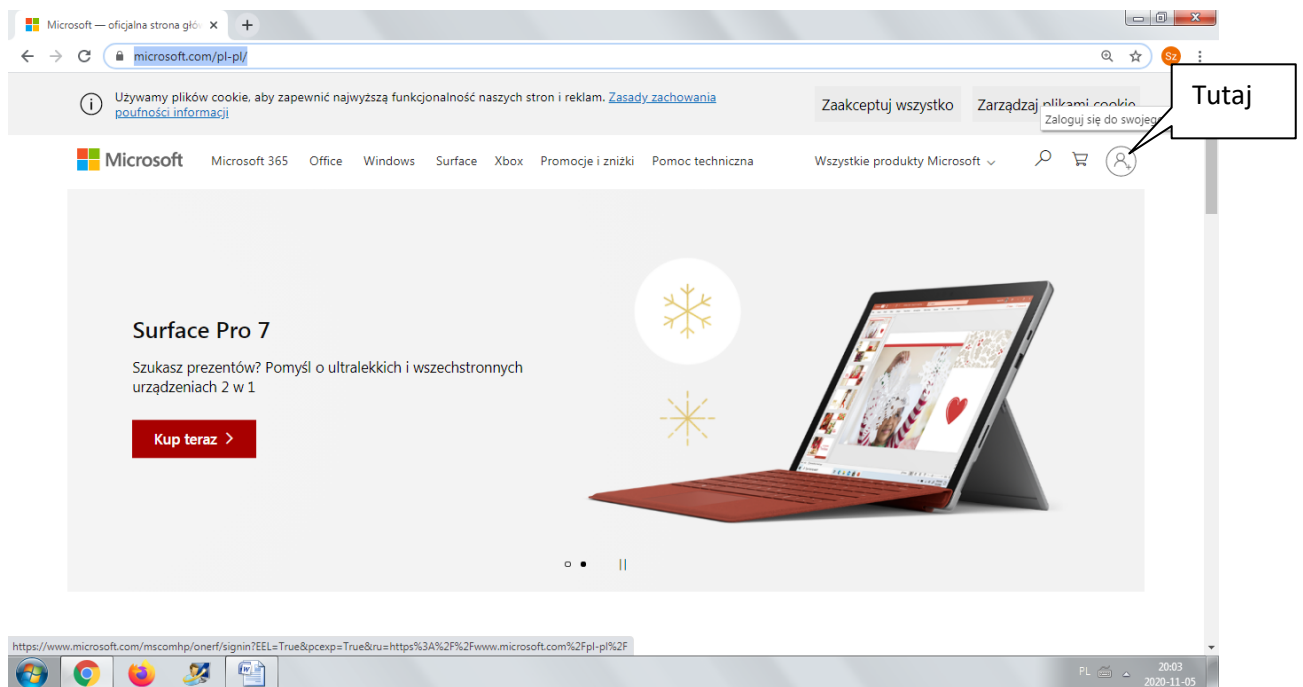 Microsoft — oficjalna strona głó
microsoft.com/pl-pl/
Sz
Używamy plików cookie, aby zapewnić najwyższą funkcjonalność naszych stron i reklam. Zasady zachowania
poufności informacji
Zaakceptuj wszystko
Zarządzaj plikami cookie
Zaloguj się do swojego
Tutaj
Microsoft
Microsoft 365 Office Windows Surface Xbox Promocje i zniżki Pomoc techniczna
Wszystkie produkty Microsoft
Surface Pro 7
Szukasz prezentów? Pomyśl o ultralekkich i wszechstronnych
urządzeniach 2 w 1
Kup teraz
https://www.microsoft.com/mscomhp/onerf/signin?EEL=True&pcexp=True&ru=https%3A%2F%2Fwww.microsoft.com%2Fpl-pl%2F
PL
20:03
2020-11-05